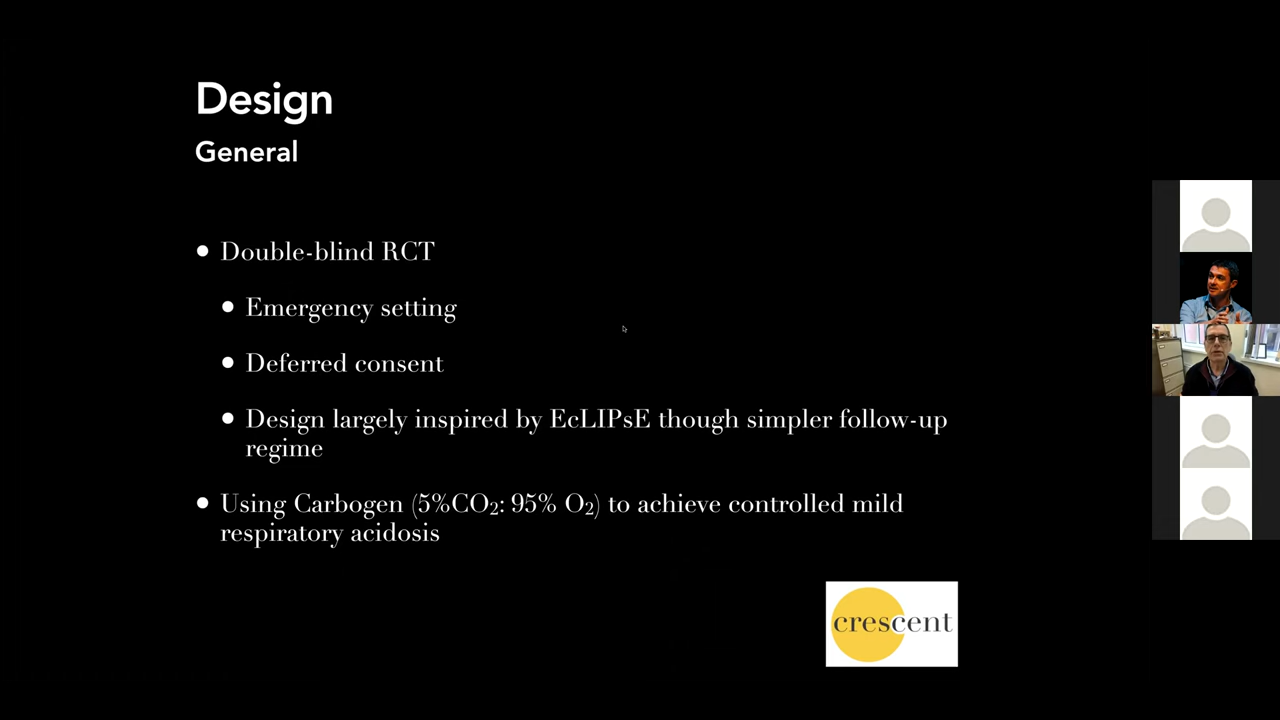 Design
General
• Double-blind RCT
• Emergency setting
• Deferred consent
• Design largely inspired by EcLIPsE though simpler follow-up
regime
• Using Carbogen (5%CO₂: 95% O₂) to achieve controlled mild
respiratory acidosis
crescent